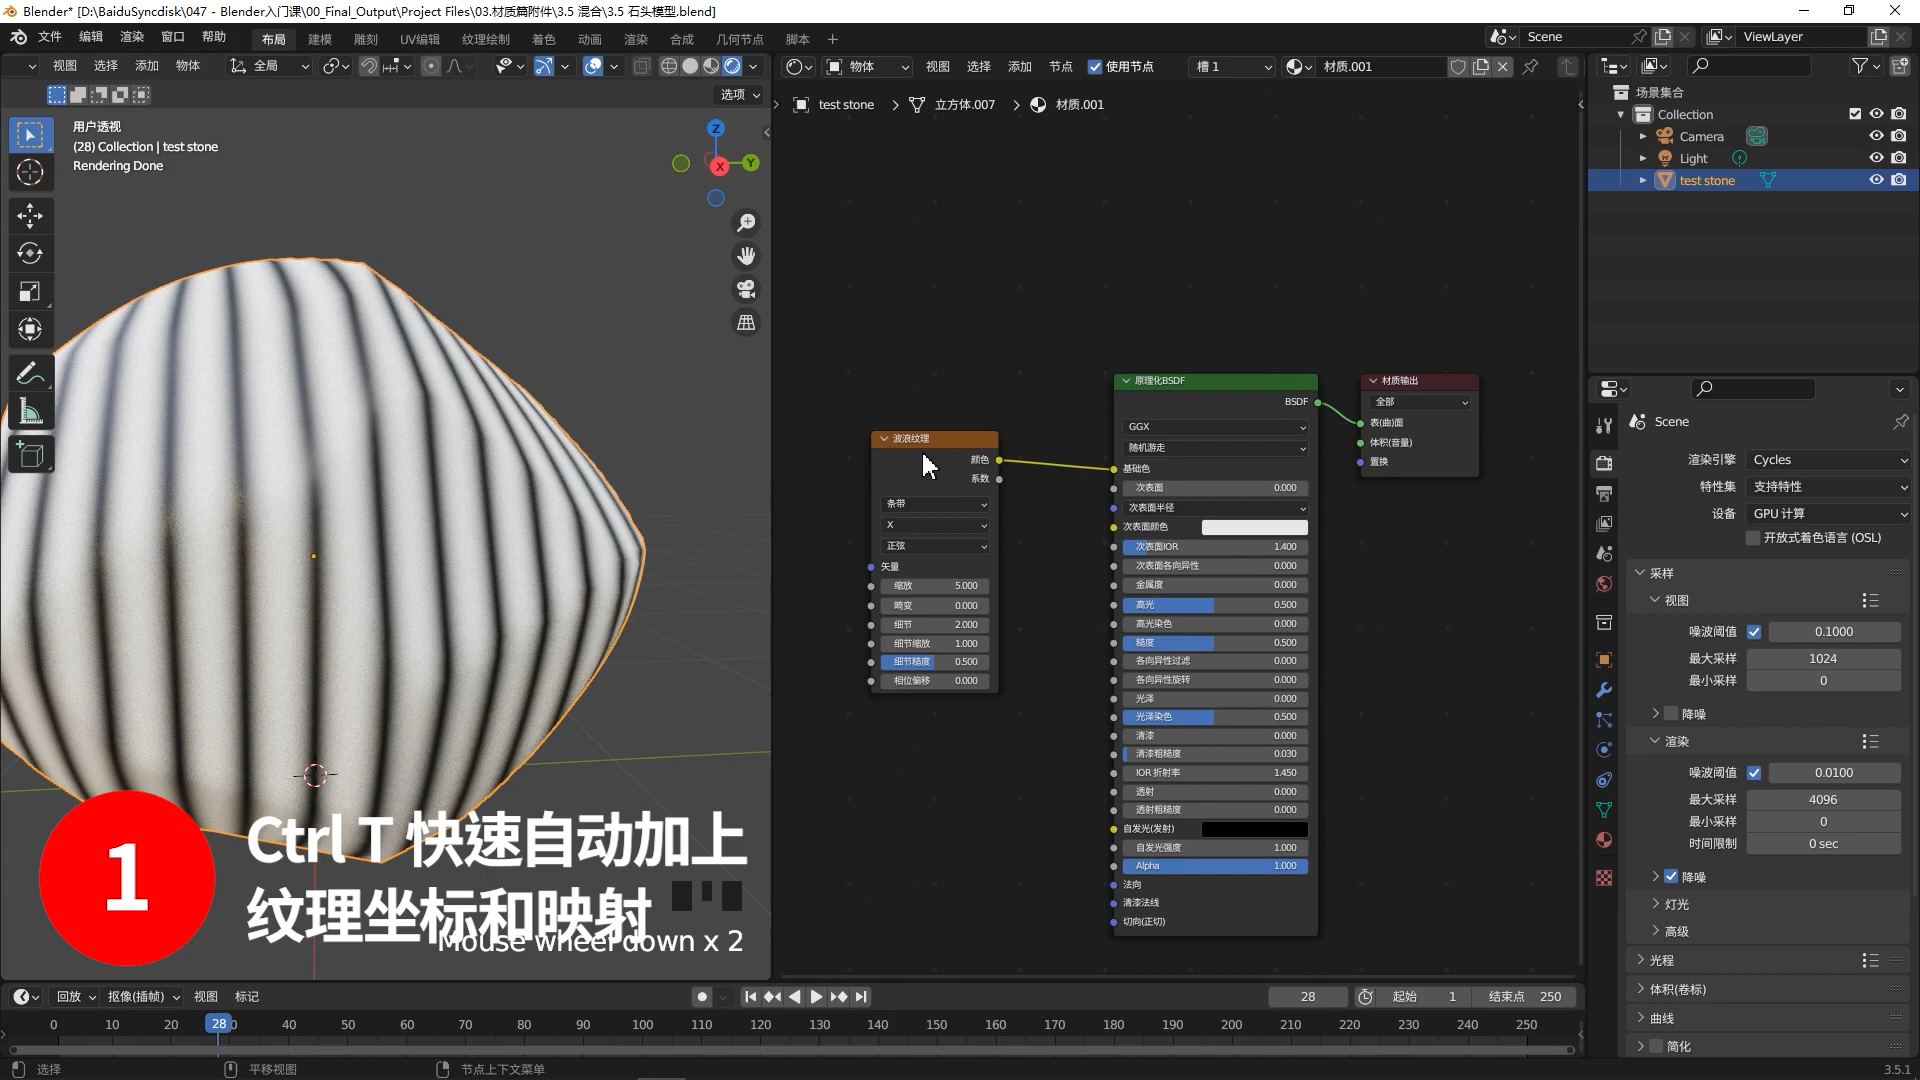 Blender* [D:\BaiduSyncdisk\047 - Blender入门课\00_Final_Output\Project Files\03.材质篇附件\3.5 混合\3.5 石头模型.blend]
文件 编辑 渲染 窗口 帮助 布局 建模 雕刻 UV编辑 纹理绘制 着色 动画 渲染 合成 几何节点 脚本 + Scene ViewLayer
视图 选择 添加 物体 全局
物体 视图 选择 添加 节点 使用节点 槽 1 材质.001
选项
用户透视
(28) Collection | test stone
Rendering Done
Z
X
Y
test stone > 立方体.007 > 材质.001
波浪纹理
颜色
系数
条带
X
正弦
矢量
缩放 5.000
畸变 0.000
细节 2.000
细节缩放 1.000
细节糙度 0.500
相位偏移 0.000
原理化BSDF
BSDF
GGX
随机游走
基础色
次表面 0.000
次表面半径
次表面颜色
次表面IOR 1.400
次表面各向异性 0.000
金属度 0.000
高光 0.500
高光染色 0.000
糙度 0.500
各向异性过滤 0.000
各向异性旋转 0.000
光泽 0.000
光泽染色 0.500
清漆 0.000
清漆粗糙度 0.030
IOR 折射率 1.450
透射 0.000
透射粗糙度 0.000
自发光(发射)
自发光强度 1.000
Alpha 1.000
法向
清漆法线
切向(正切)
材质输出
全部
表(曲)面
体积(音量)
置换
场景集合
Collection
Camera
Light
test stone
Scene
渲染引擎 Cycles
特性集 支持特性
设备 GPU 计算
开放式着色语言 (OSL)
采样
视图
噪波阈值 0.1000
最大采样 1024
最小采样 0
降噪
渲染
噪波阈值 0.0100
最大采样 4096
最小采样 0
时间限制 0 sec
降噪
灯光
高级
光程
体积(卷标)
曲线
简化
1
Ctrl T 快速自动加上
纹理坐标和映射
Mouse wheel down x 2
回放 抠像(插帧) 视图 标记 28 起始 1 结束点 250
0 10 20 28 40 50 60 70 80 90 100 110 120 130 140 150 160 170 180 190 200 210 220 230 240 250
选择 平移视图 节点上下文菜单 3.5.1